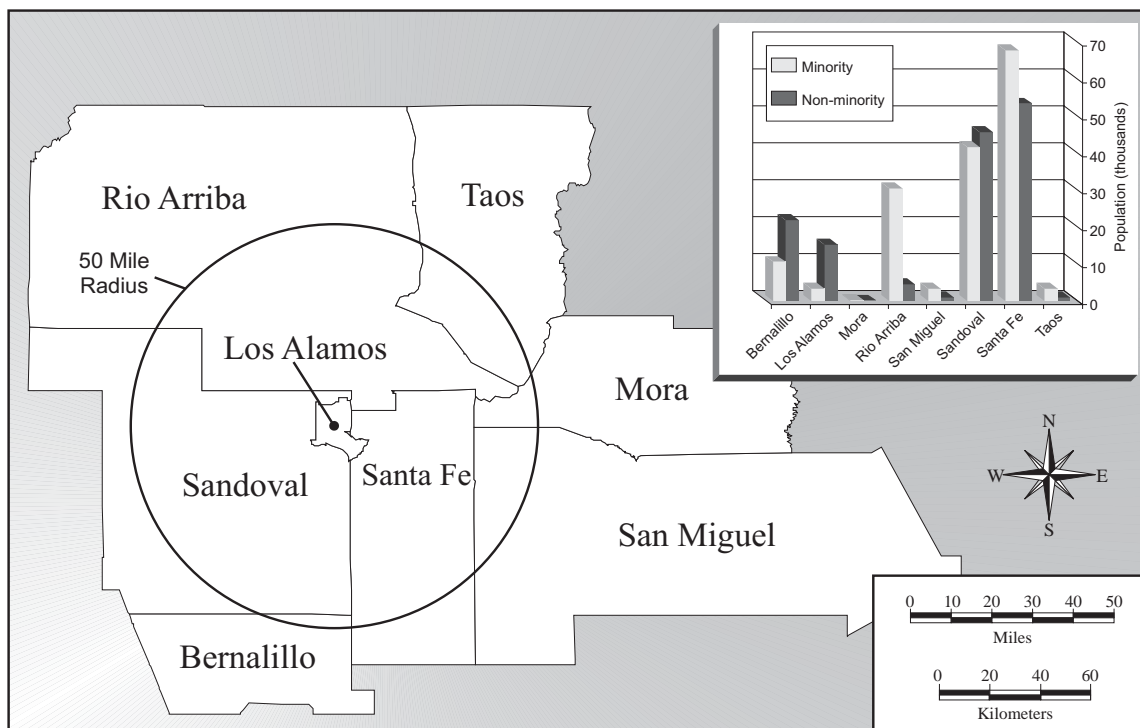 Rio Arriba
Taos
50 Mile
Radius
Los Alamos
Mora
Sandoval
Santa Fe
San Miguel
Bernalillo
Minority
Non-minority
70
60
50
40
30
20
10
0
Population (thousands)
Bernalillo
Los Alamos
Mora
Rio Arriba
San Miguel
Sandoval
Santa Fe
Taos
N
W E
S
0 10 20 30 40 50
Miles
0 20 40 60
Kilometers